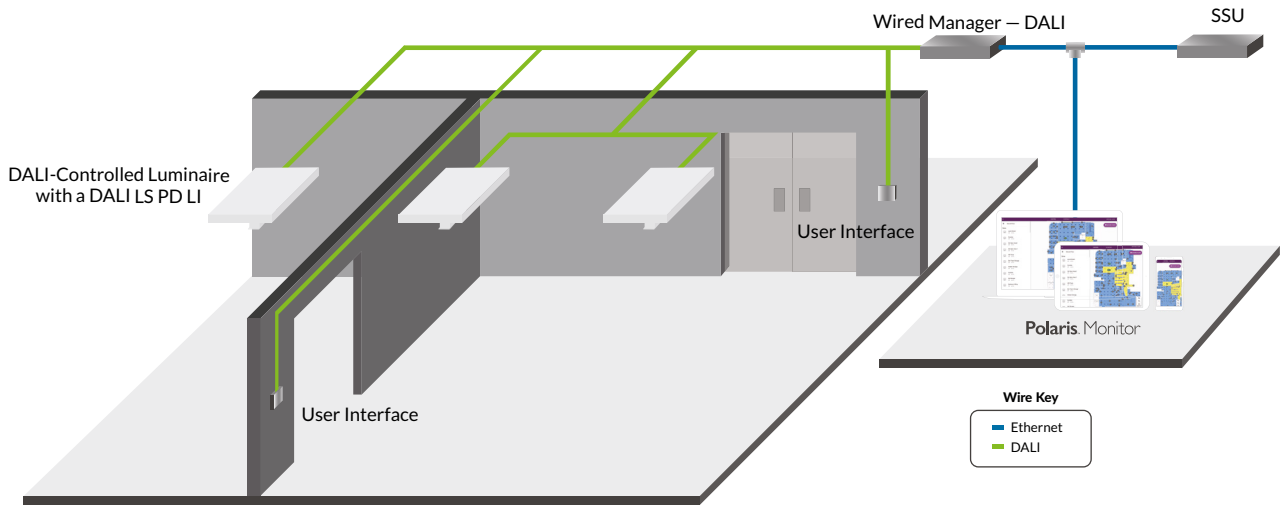 Wired Manager — DALI
SSU
DALI-Controlled Luminaire
with a DALI LS PD LI
User Interface
Polaris. Monitor
User Interface
Wire Key
Ethernet
DALI